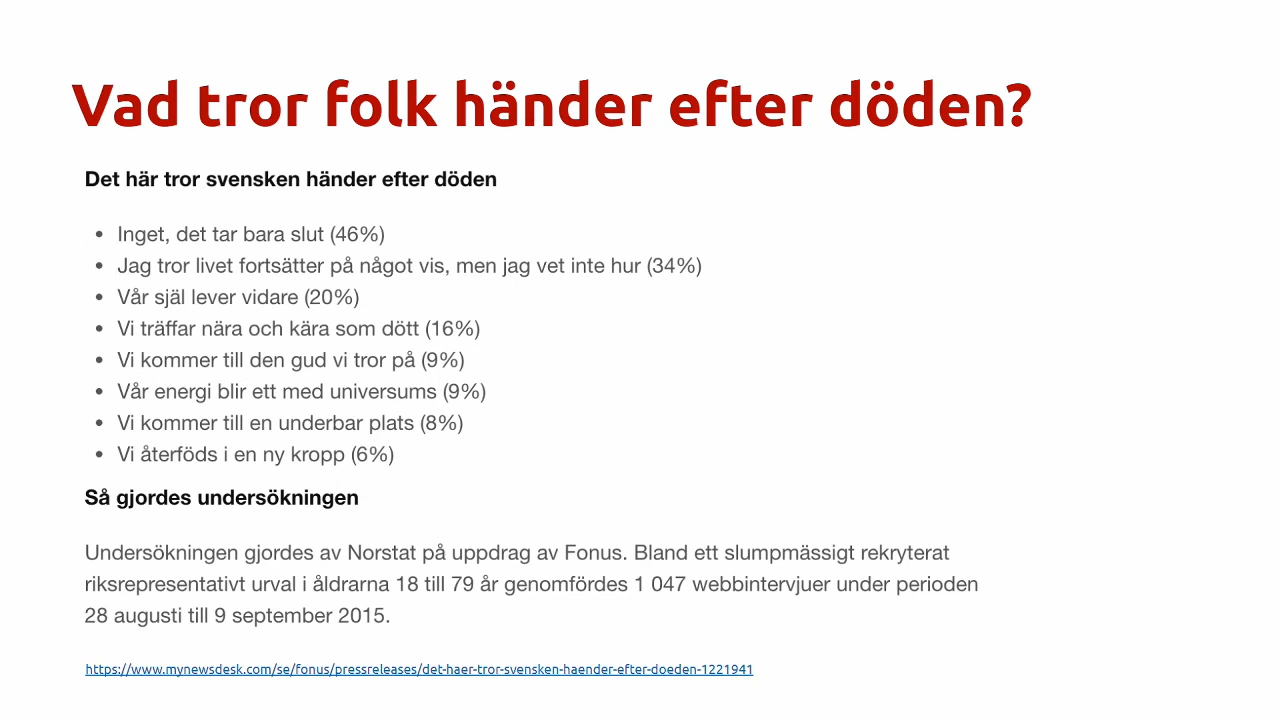 Vad tror folk händer efter döden?
Det här tror svensken händer efter döden
• Inget, det tar bara slut (46%)
• Jag tror livet fortsätter på något vis, men jag vet inte hur (34%)
• Vår själ lever vidare (20%)
• Vi träffar nära och kära som dött (16%)
• Vi kommer till den gud vi tror på (9%)
• Vår energi blir ett med universums (9%)
• Vi kommer till en underbar plats (8%)
• Vi återföds i en ny kropp (6%)
Så gjordes undersökningen
Undersökningen gjordes av Norstat på uppdrag av Fonus. Bland ett slumpmässigt rekryterat
riksrepresentativt urval i åldrarna 18 till 79 år genomfördes 1 047 webbintervjuer under perioden
28 augusti till 9 september 2015.
https://www.mynewsdesk.com/se/fonus/pressreleases/det-haer-tror-svensken-haender-efter-doeden-1221941